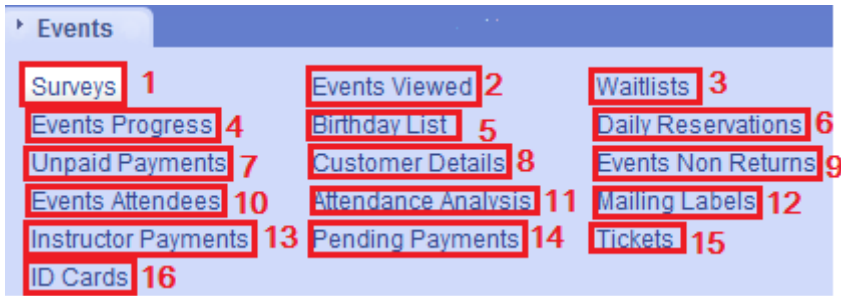 Events
Surveys 1 Events Viewed 2 Waitlists 3
Events Progress 4 Birthday List 5 Daily Reservations 6
Unpaid Payments 7 Customer Details 8 Events Non Returns 9
Events Attendees 10 Attendance Analysis 11 Mailing Labels 12
Instructor Payments 13 Pending Payments 14 Tickets 15
ID Cards 16